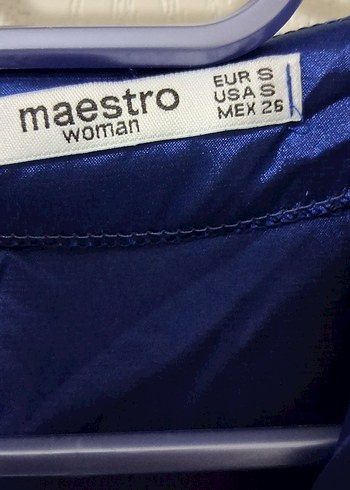 maestro
woman
EUR S
USA S
MEX 26